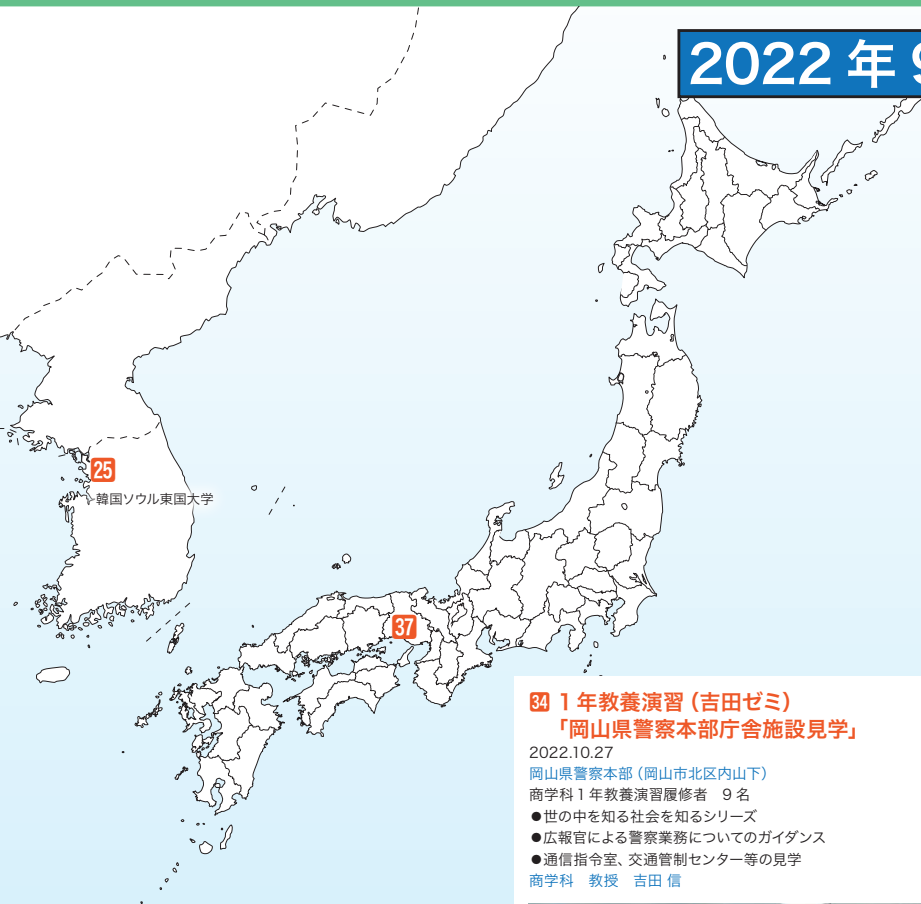 2022 年 9
25
韓国ソウル東国大学
37
34 1年教養演習（吉田ゼミ）
「岡山県警察本部庁舎施設見学」
2022.10.27
岡山県警察本部（岡山市北区内山下）
商学科1年教養演習履修者　9名
●世の中を知る社会を知るシリーズ
●広報官による警察業務についてのガイダンス
●通信指令室、交通管制センター等の見学
商学科　教授　吉田 信